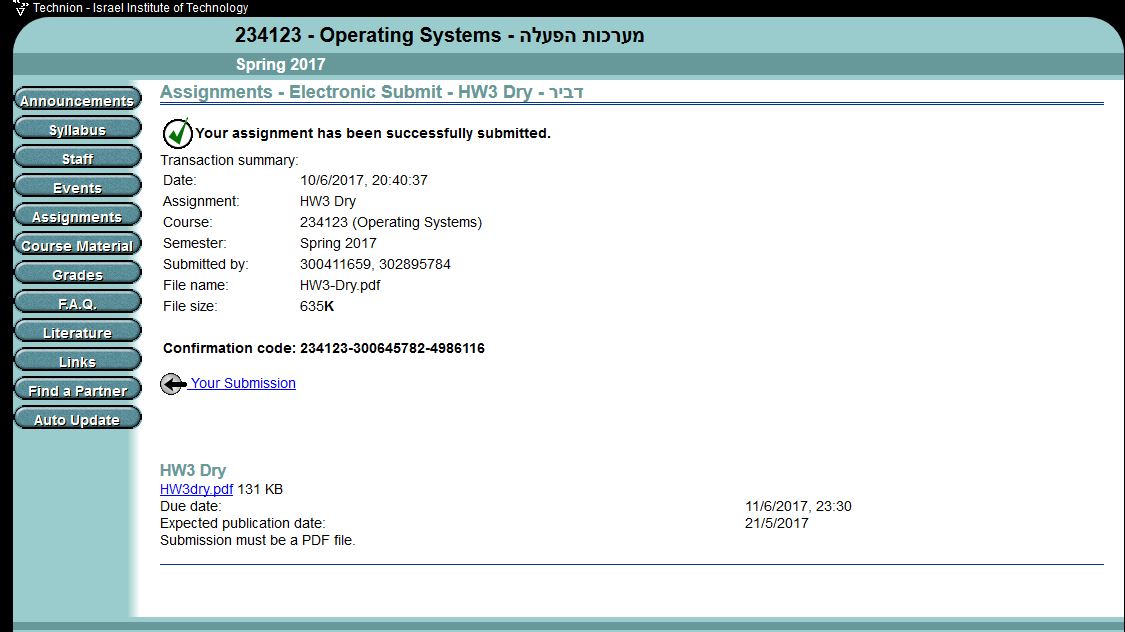 Technion - Israel Institute of Technology
234123 - Operating Systems - מערכות הפעלה
Spring 2017
Announcements
Syllabus
Staff
Events
Assignments
Course Material
Grades
F.A.Q.
Literature
Links
Find a Partner
Auto Update
Assignments - Electronic Submit - HW3 Dry - דביר
Your assignment has been successfully submitted.
Transaction summary:
Date: 10/6/2017, 20:40:37
Assignment: HW3 Dry
Course: 234123 (Operating Systems)
Semester: Spring 2017
Submitted by: 300411659, 302895784
File name: HW3-Dry.pdf
File size: 635K
Confirmation code: 234123-300645782-4986116
Your Submission
HW3 Dry
HW3dry.pdf 131 KB
Due date: 11/6/2017, 23:30
Expected publication date: 21/5/2017
Submission must be a PDF file.